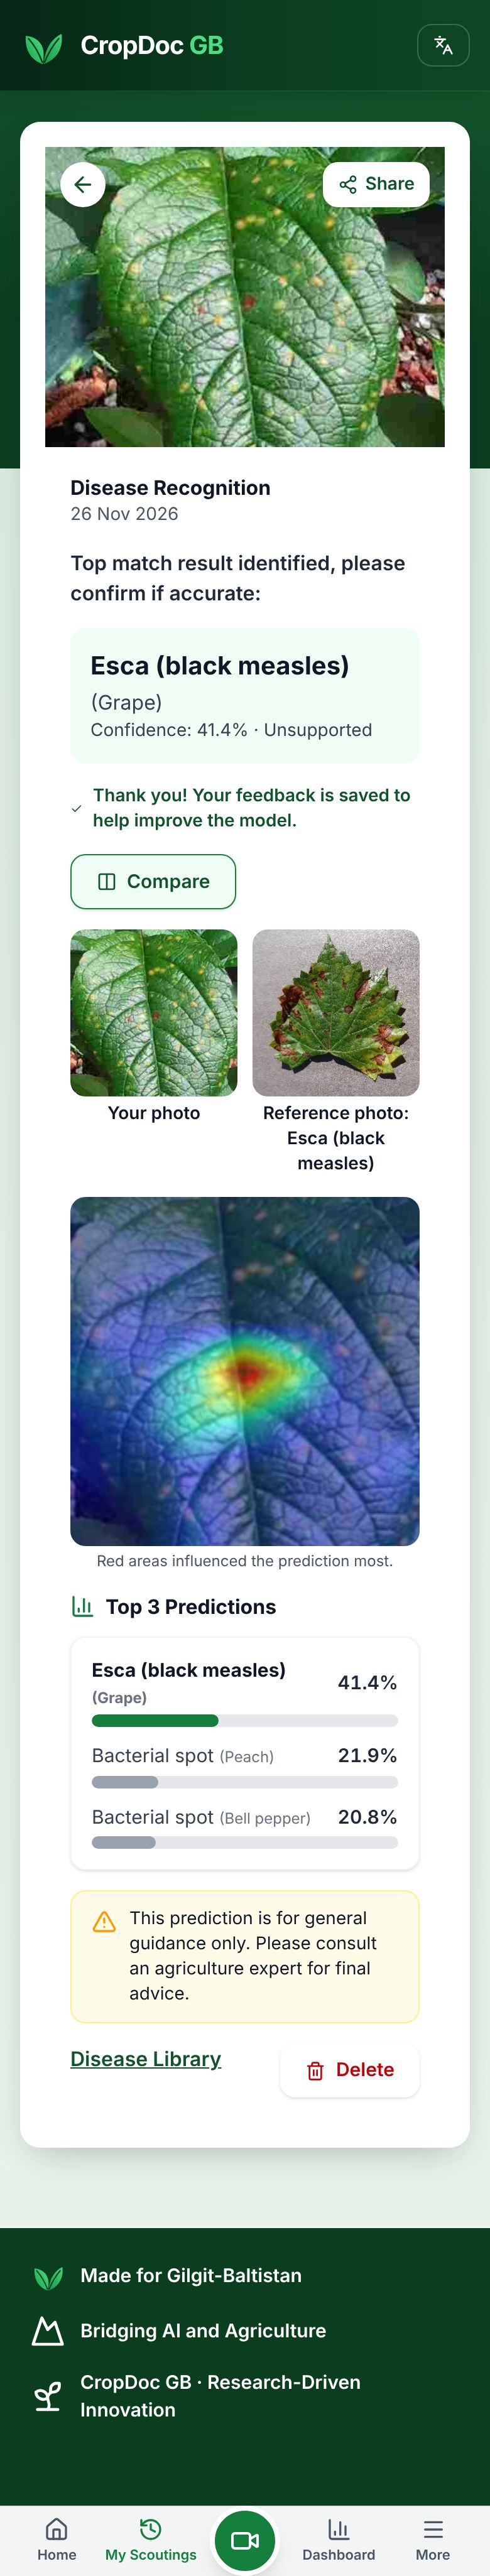 CropDoc GB
Share
Disease Recognition
26 Nov 2026
Top match result identified, please
confirm if accurate:
Esca (black measles)
(Grape)
Confidence: 41.4% · Unsupported
Thank you! Your feedback is saved to
help improve the model.
Compare
Your photo
Reference photo:
Esca (black
measles)
Red areas influenced the prediction most.
Top 3 Predictions
Esca (black measles)
(Grape)
41.4%
Bacterial spot (Peach) 21.9%
Bacterial spot (Bell pepper) 20.8%
This prediction is for general
guidance only. Please consult
an agriculture expert for final
advice.
Disease Library
Delete
Made for Gilgit-Baltistan
Bridging AI and Agriculture
CropDoc GB · Research-Driven
Innovation
Home
My Scoutings
Dashboard
More